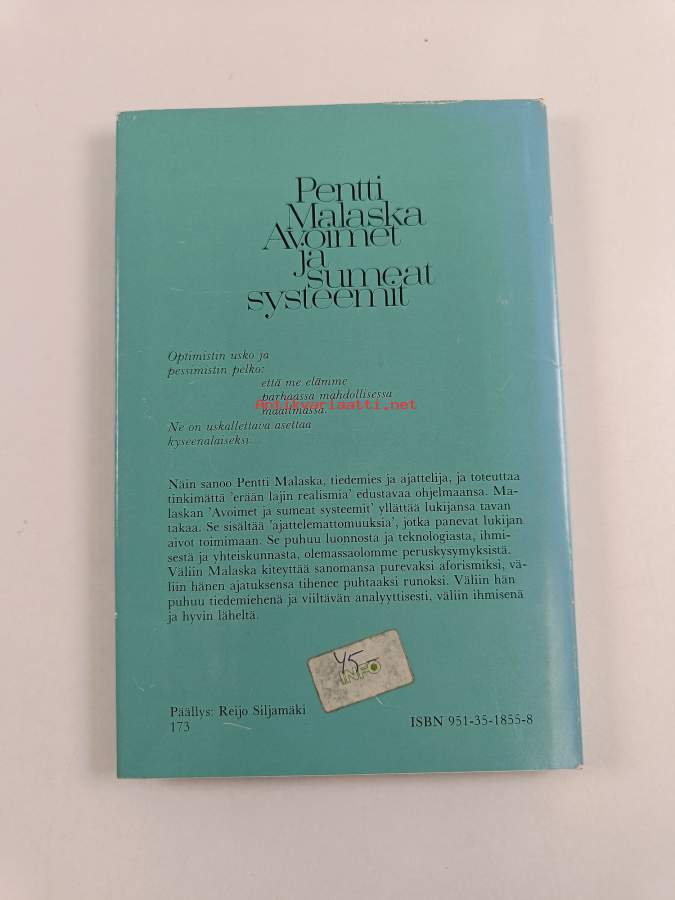 Pentti
Malaska
Avoimet
ja
sumeat
systeemit
Optimistin usko ja
pessimistin pelko:
että me elämme
parhaassa mahdollisessa
Antikvariaatti.net
maailmassa.
Ne on uskallettava asettaa
kyseenalaiseksi.
Näin sanoo Pentti Malaska, tiedemies ja ajattelija, ja toteuttaa
tinkimättä 'erään lajin realismia' edustavaa ohjelmaansa. Ma-
laskan 'Avoimet ja sumeat systeemit' yllättää lukijansa tavan
takaa. Se sisältää 'ajattelemattomuuksia', jotka panevat lukijan
aivot toimimaan. Se puhuu luonnosta ja teknologiasta, ihmi-
sestä ja yhteiskunnasta, olemassaolomme peruskysymyksistä.
Väliin Malaska kiteyttää sanomansa purevaksi aforismiksi, vä-
liin hänen ajatuksensa tihenee puhtaaksi runoksi. Väliin hän
puhuu tiedemiehenä ja viiltävän analyyttisesti, väliin ihmisenä
ja hyvin läheltä.
45-
INFO
Päällys: Reijo Siljamäki
173
ISBN 951-35-1855-8